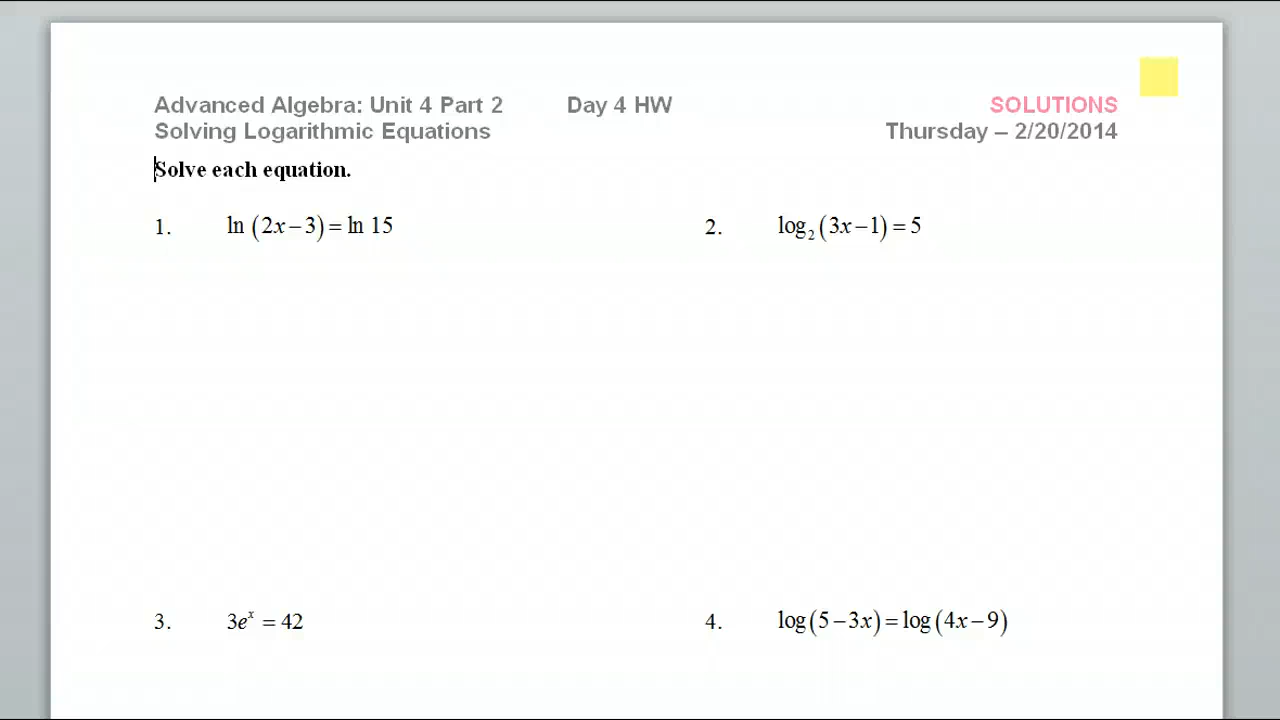 Advanced Algebra: Unit 4 Part 2 Day 4 HW SOLUTIONS
Solving Logarithmic Equations Thursday – 2/20/2014
Solve each equation.
1. ln (2x – 3) = ln 15 2. log₂ (3x – 1) = 5
3. 3eˣ = 42 4. log (5 – 3x) = log (4x – 9)